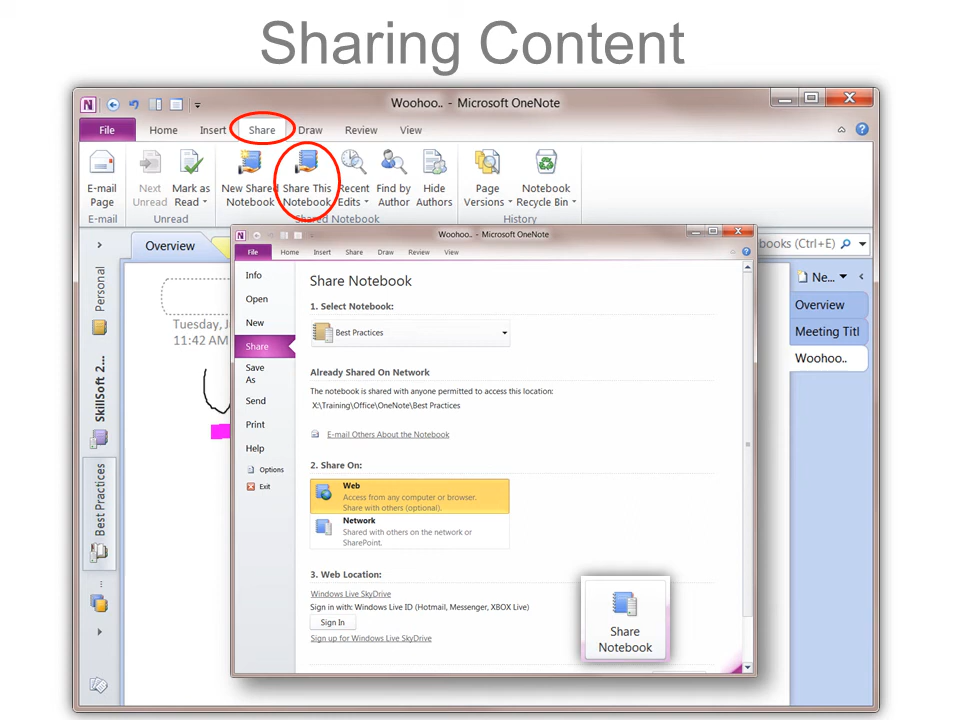 Sharing Content
Woohoo.. - Microsoft OneNote
File Home Insert Share Draw Review View
E-mail Page
Next Unread
Mark as Read
New Shared Notebook
Share This Notebook
Recent Edits
Find by Author
Hide Authors
Page Versions
Notebook Recycle Bin
E-mail Unread Shared Notebook History
Overview
books (Ctrl+E)
Personal
SkillSoft 2...
Best Practices
Tuesday, J
11:42 AM
Ne...
Overview
Meeting Titl
Woohoo..
Woohoo.. - Microsoft OneNote
File Home Insert Share Draw Review View
Info
Open
New
Share
Save As
Send
Print
Help
Options
Exit
Share Notebook
1. Select Notebook:
Best Practices
Already Shared On Network
The notebook is shared with anyone permitted to access this location:
X:\Training\Office\OneNote\Best Practices
E-mail Others About the Notebook
2. Share On:
Web
Access from any computer or browser.
Share with others (optional).
Network
Shared with others on the network or
SharePoint.
3. Web Location:
Windows Live SkyDrive
Sign in with: Windows Live ID (Hotmail, Messenger, XBOX Live)
Sign In
Sign up for Windows Live SkyDrive
Share
Notebook